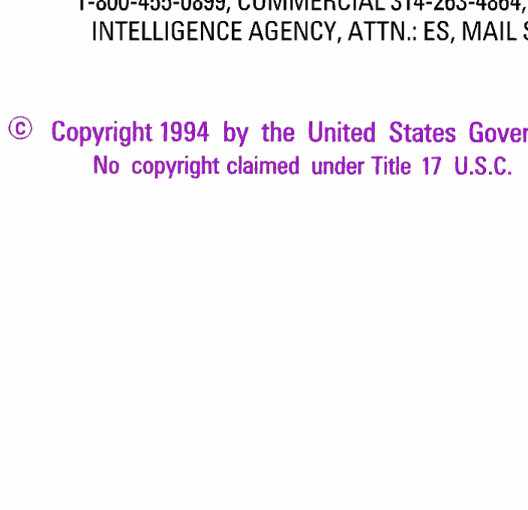 1-800-455-0899, COMMERCIAL 314-263-4864,
INTELLIGENCE AGENCY, ATTN.: ES, MAIL
© Copyright 1994 by the United States
No copyright claimed under Title 17 U.S.C.